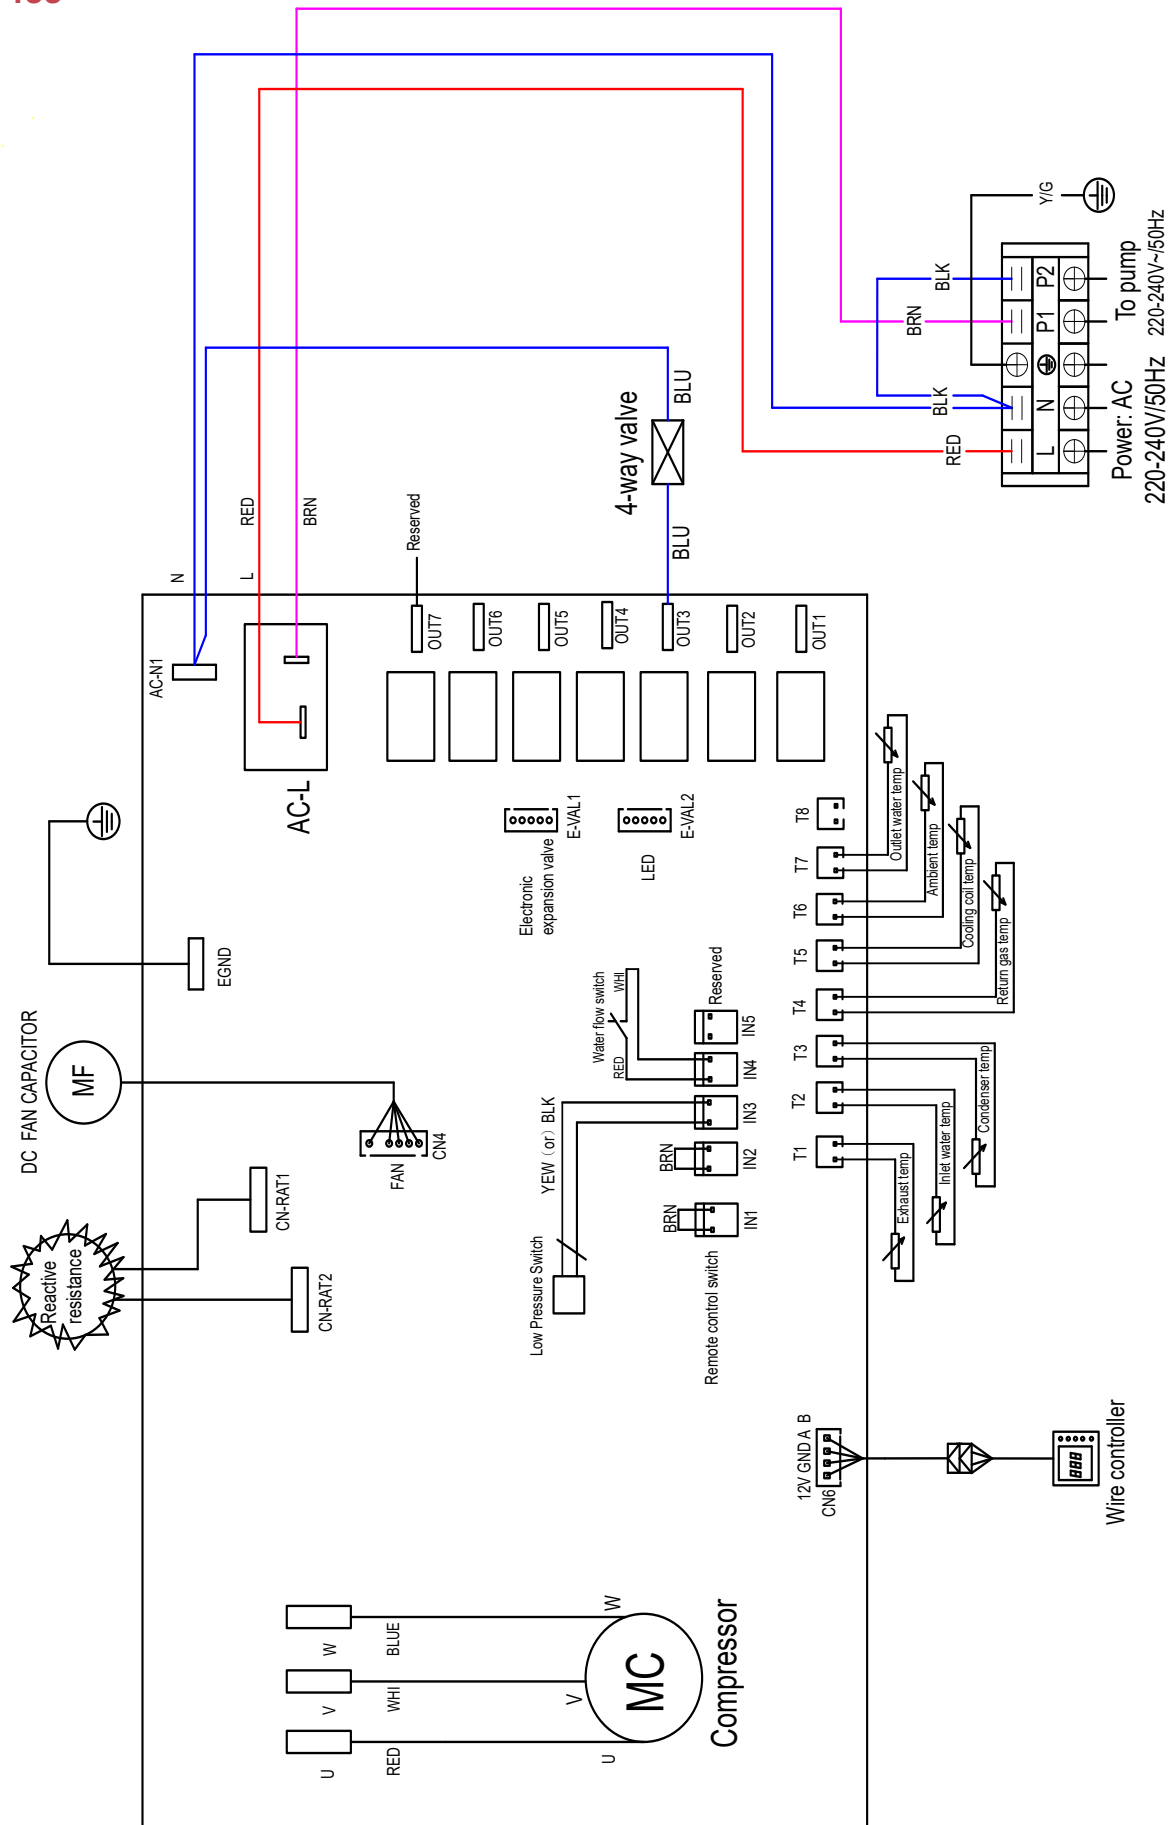 DC FAN CAPACITOR
MF
Reactive
resistance
CN-RAT1
CN-RAT2
FAN
CN4
EGND
AC-N1
N
AC-L
L
RED
BRN
Reserved
OUT7
OUT6
OUT5
OUT4
OUT3
OUT2
OUT1
4-way valve
BLU
BLU
Electronic
expansion valve
E-VAL1
LED
E-VAL2
Water flow switch
RED
WHI
YEW（or）BLK
Low Pressure Switch
BRN
BRN
Remote control switch
Reserved
IN5
IN4
IN3
IN2
IN1
T8
T7
T6
T5
T4
T3
T2
T1
Outlet water temp
Ambient temp
Cooling coil temp
Return gas temp
Condenser temp
Inlet water temp
Exhaust temp
12V GND A B
CN6
Wire controller
888
U
V
W
RED
WHI
BLUE
U
V
W
MC
Compressor
Y/G
BLK
BRN
BLK
RED
L
N
P1
P2
Power: AC
220-240V/50Hz
To pump
220-240V~/50Hz